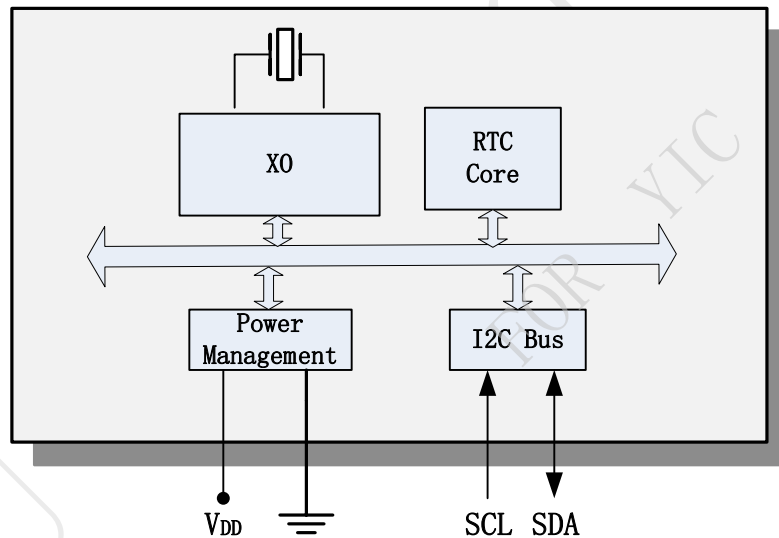 XO
RTC
Core
Power
Management
I2C Bus
VDD
SCL SDA
FOR YIC